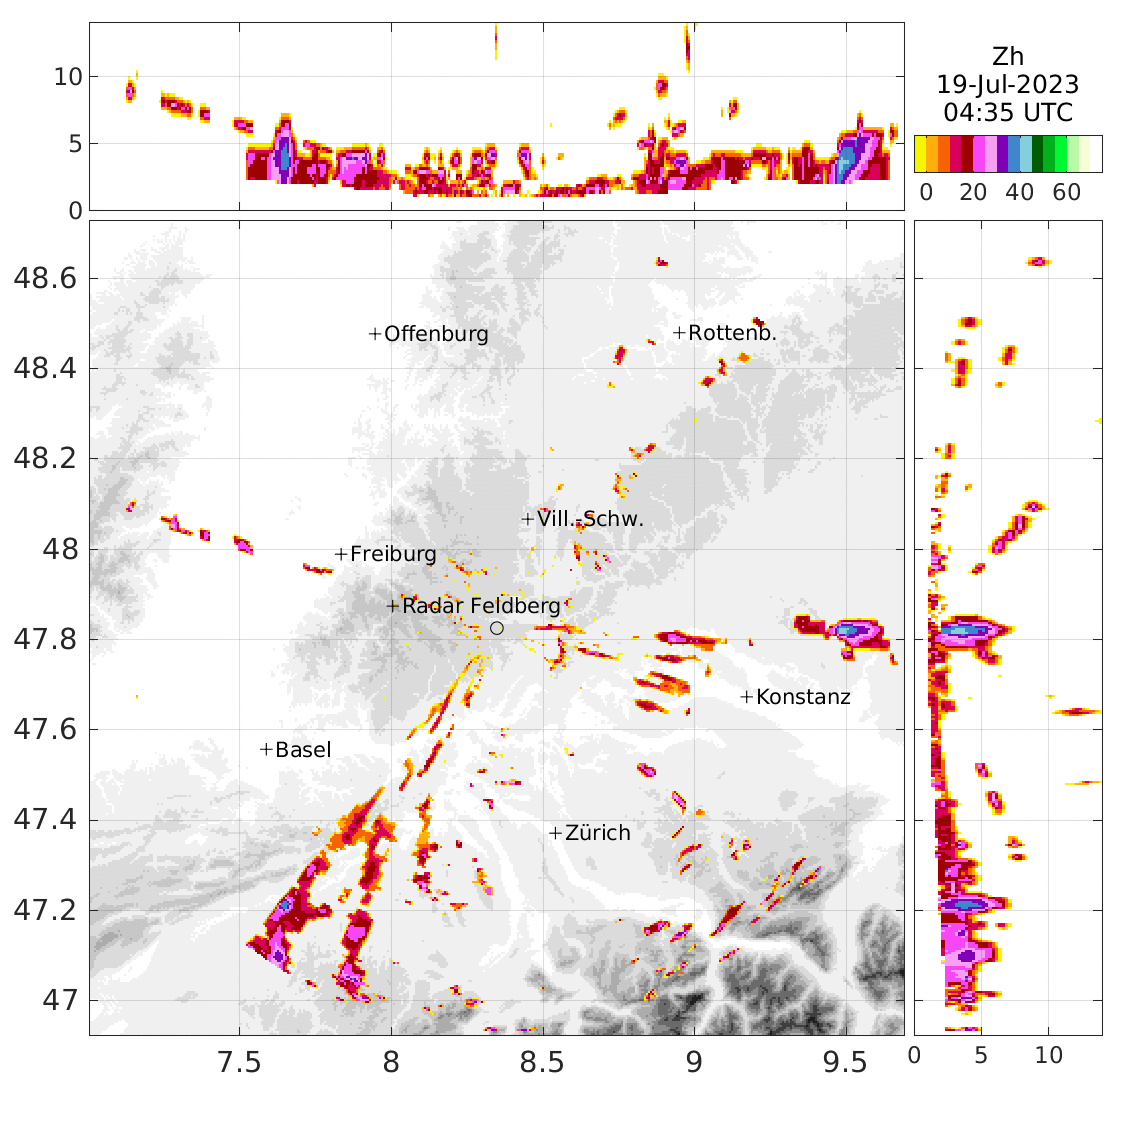 Zh
19-Jul-2023
04:35 UTC
0 20 40 60
10
5
0
48.6
48.4
48.2
48
47.8
47.6
47.4
47.2
47
+Offenburg
+Rottenb.
+Vill.-Schw.
+Freiburg
+Radar Feldberg
+Konstanz
+Basel
+Zürich
7.5 8 8.5 9 9.5
0 5 10